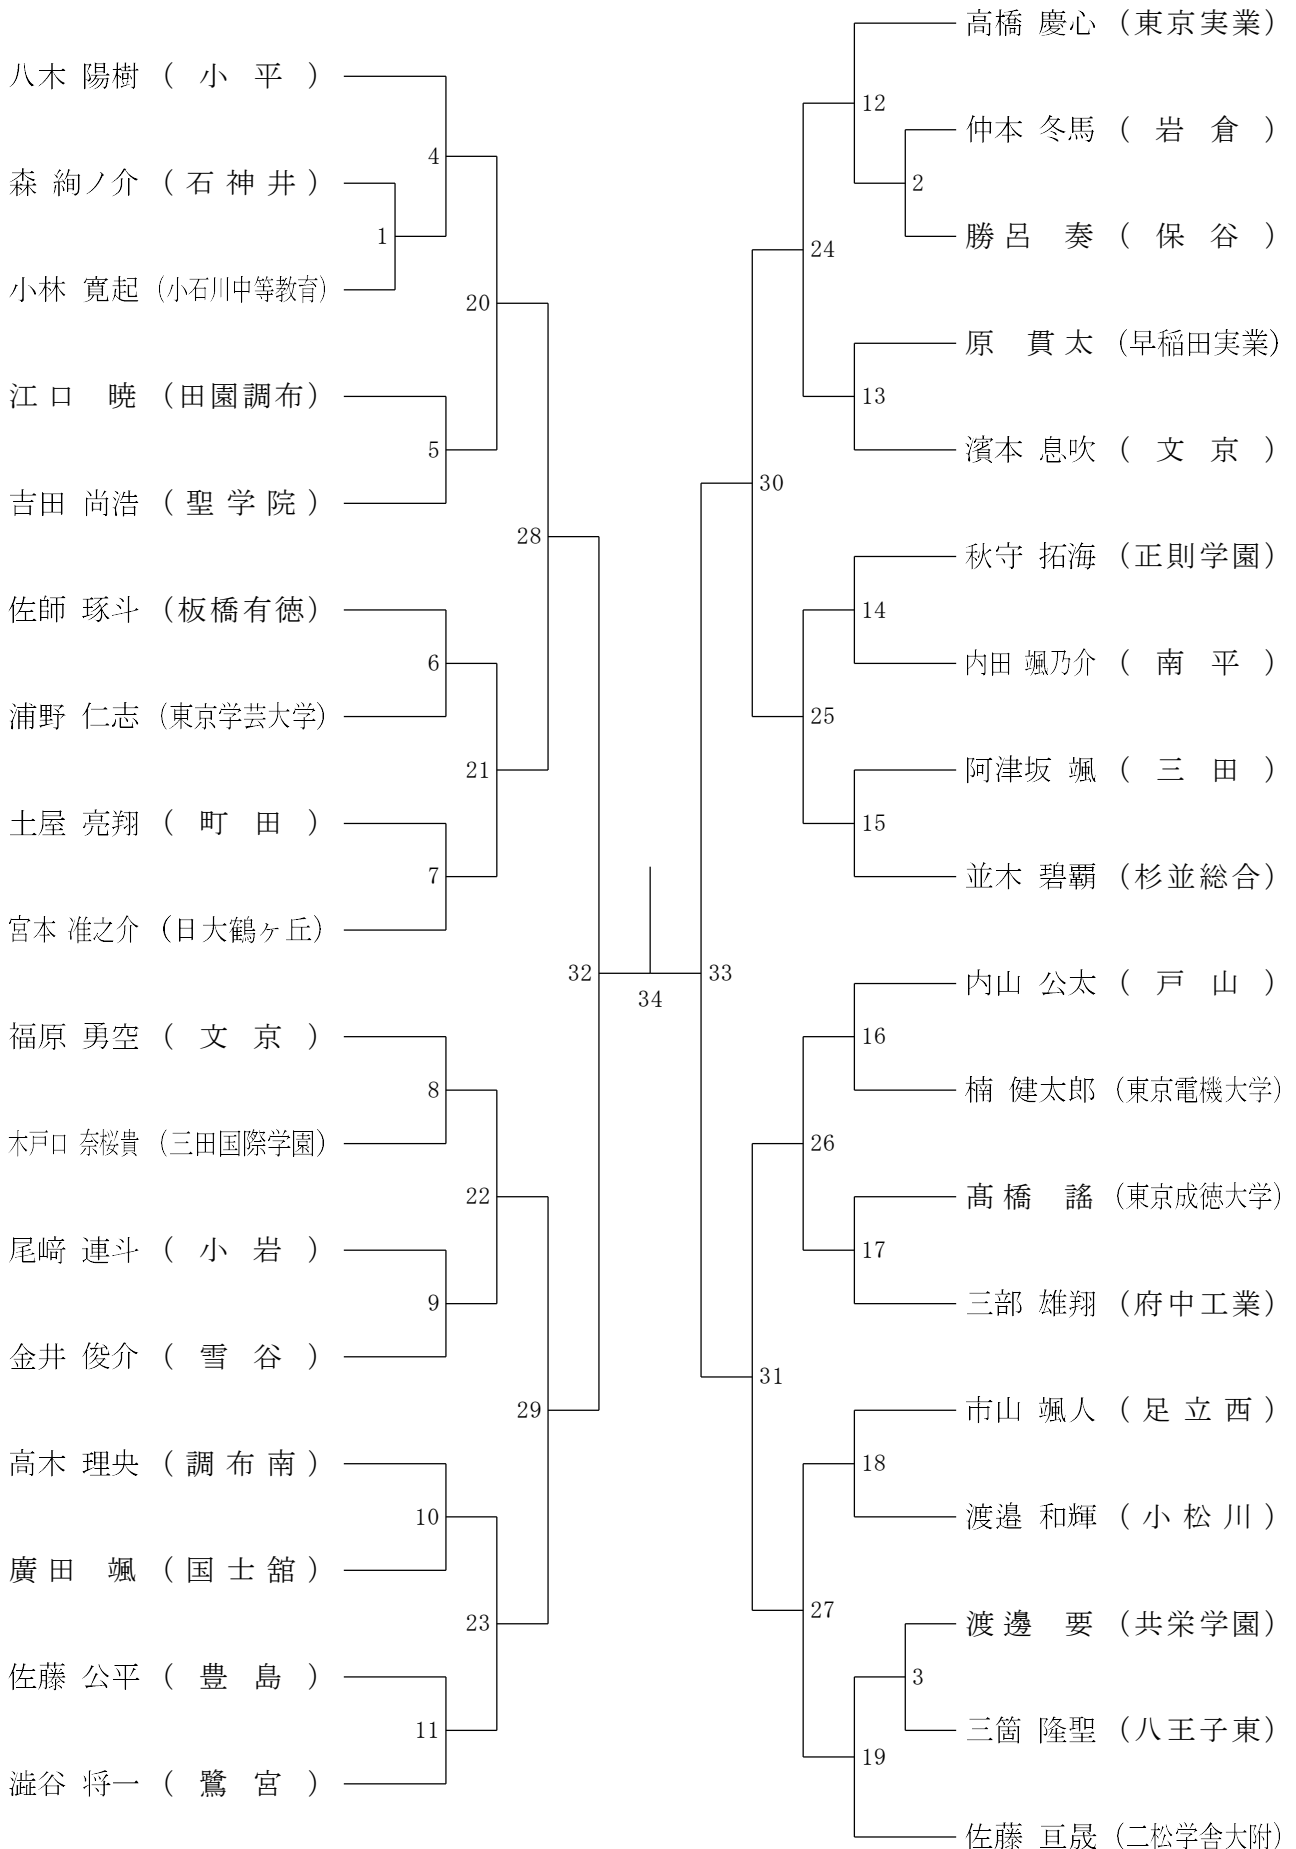 八木 陽樹 （ 小 平 ）
森 絢ノ介 （ 石 神 井 ）
小林 寛起 （小石川中等教育）
江 口 暁 （田園調布）
吉田 尚浩 （ 聖 学 院 ）
佐師 琢斗 （板橋有徳）
浦野 仁志 （東京学芸大学）
土屋 亮翔 （ 町 田 ）
宮本 准之介 （日大鶴ヶ丘）
福原 勇空 （ 文 京 ）
木戸口 奈桜貴 （三田国際学園）
尾﨑 連斗 （ 小 岩 ）
金井 俊介 （ 雪 谷 ）
高木 理央 （ 調 布 南 ）
廣 田 颯 （ 国 士 舘 ）
佐藤 公平 （ 豊 島 ）
澁谷 将一 （ 鷺 宮 ）
1
4
5
6
7
8
9
10
11
20
21
22
23
28
29
32
34
33
30
31
24
25
26
27
12
13
14
15
16
17
18
19
2
3
高橋 慶心 （東京実業）
仲本 冬馬 （ 岩 倉 ）
勝 呂 奏 （ 保 谷 ）
原 貫 太 （早稲田実業）
濱本 息吹 （ 文 京 ）
秋守 拓海 （正則学園）
内田 颯乃介 （ 南 平 ）
阿津坂 颯 （ 三 田 ）
並木 碧覇 （杉並総合）
内山 公太 （ 戸 山 ）
楠 健太郎 （東京電機大学）
髙 橋 謠 （東京成徳大学）
三部 雄翔 （府中工業）
市山 颯人 （ 足 立 西 ）
渡邉 和輝 （ 小 松 川 ）
渡 邊 要 （共栄学園）
三箇 隆聖 （八王子東）
佐藤 亘晟 （二松学舎大附）